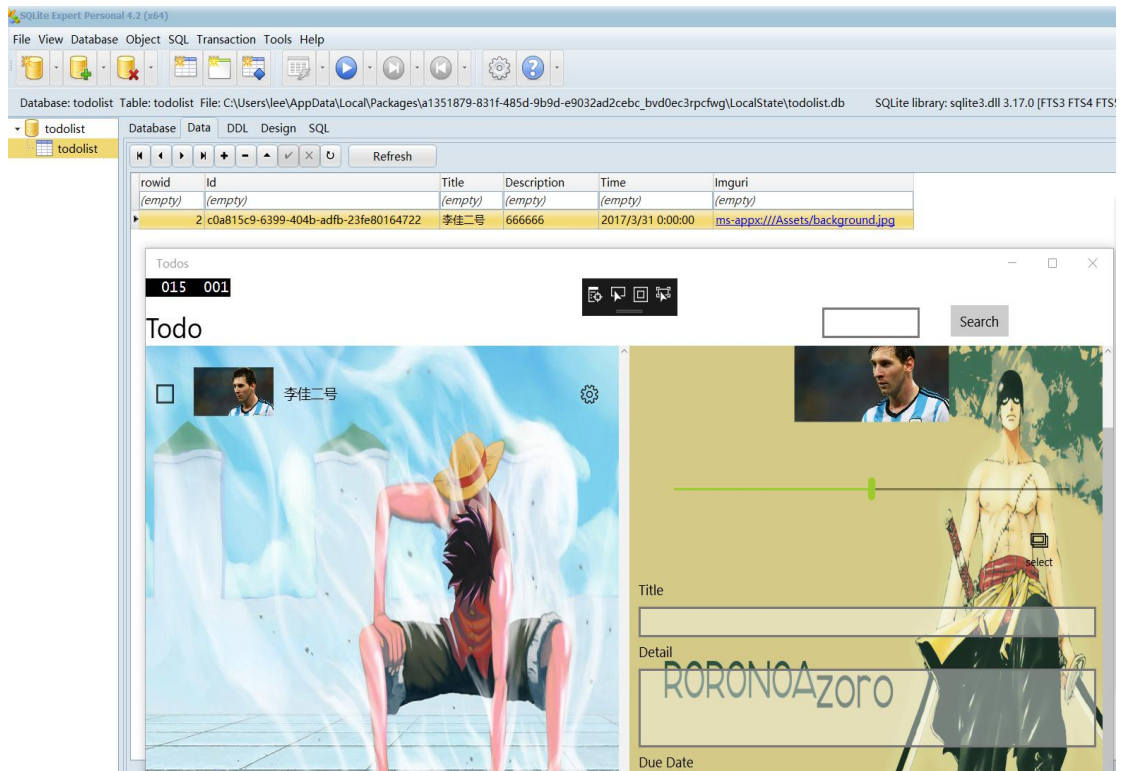 SQLite Expert Personal 4.2 (x64)
File View Database Object SQL Transaction Tools Help
Database: todolist Table: todolist File: C:\Users\lee\AppData\Local\Packages\a1351879-831f-485d-9b9d-e9032ad2cebc_bvd0ec3rpcfwg\LocalState\todolist.db SQLite library: sqlite3.dll 3.17.0 [FTS3 FTS4 FTS5
todolist Database Data DDL Design SQL
todolist
Refresh
rowid Id Title Description Time Imguri
(empty) (empty) (empty) (empty) (empty) (empty)
2 c0a815c9-6399-404b-adfb-23fe80164722 李佳二号 666666 2017/3/31 0:00:00 ms-appx:///Assets/background.jpg
Todos
015 001
Todo
Search
李佳二号
select
Title
Detail
RORONOA zoro
Due Date